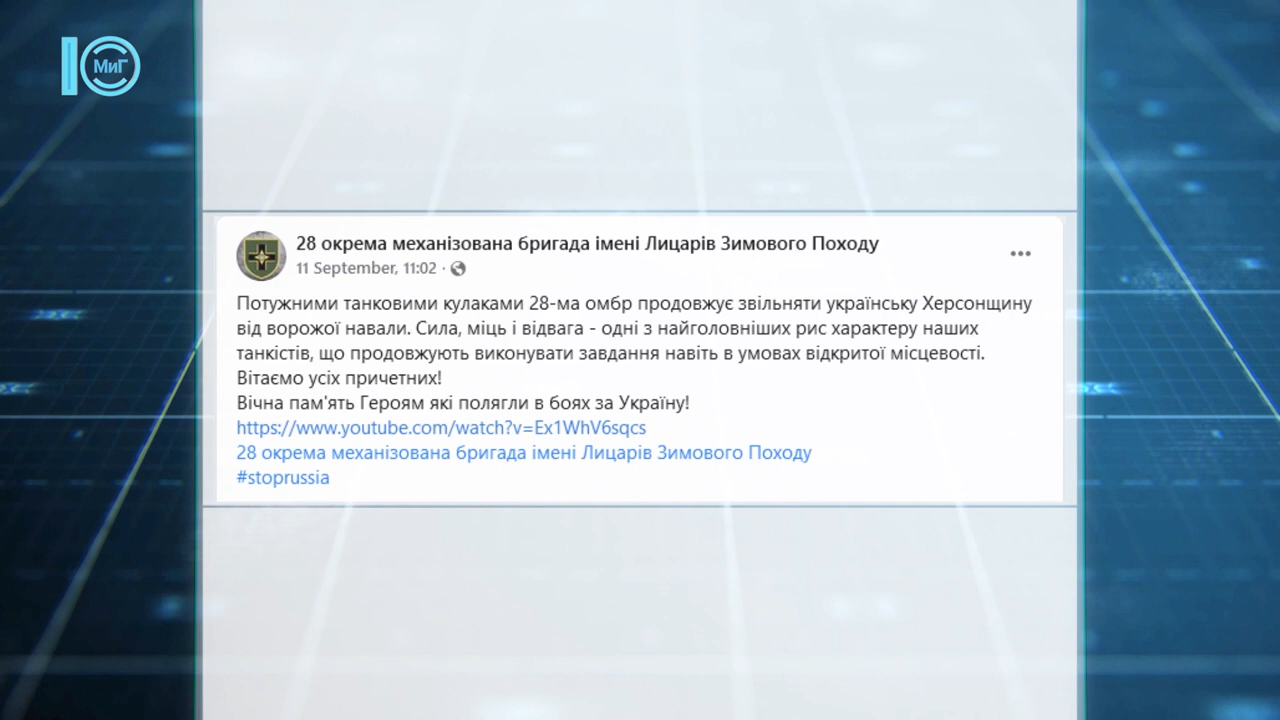 МиГ
28 окрема механізована бригада імені Лицарів Зимового Походу
11 September, 11:02 ·
Потужними танковими кулаками 28-ма омбр продовжує звільняти українську Херсонщину
від ворожої навали. Сила, міць і відвага - одні з найголовніших рис характеру наших
танкістів, що продовжують виконувати завдання навіть в умовах відкритої місцевості.
Вітаємо усіх причетних!
Вічна пам'ять Героям які полягли в боях за Україну!
https://www.youtube.com/watch?v=Ex1WhV6sqcs
28 окрема механізована бригада імені Лицарів Зимового Походу
#stoprussia